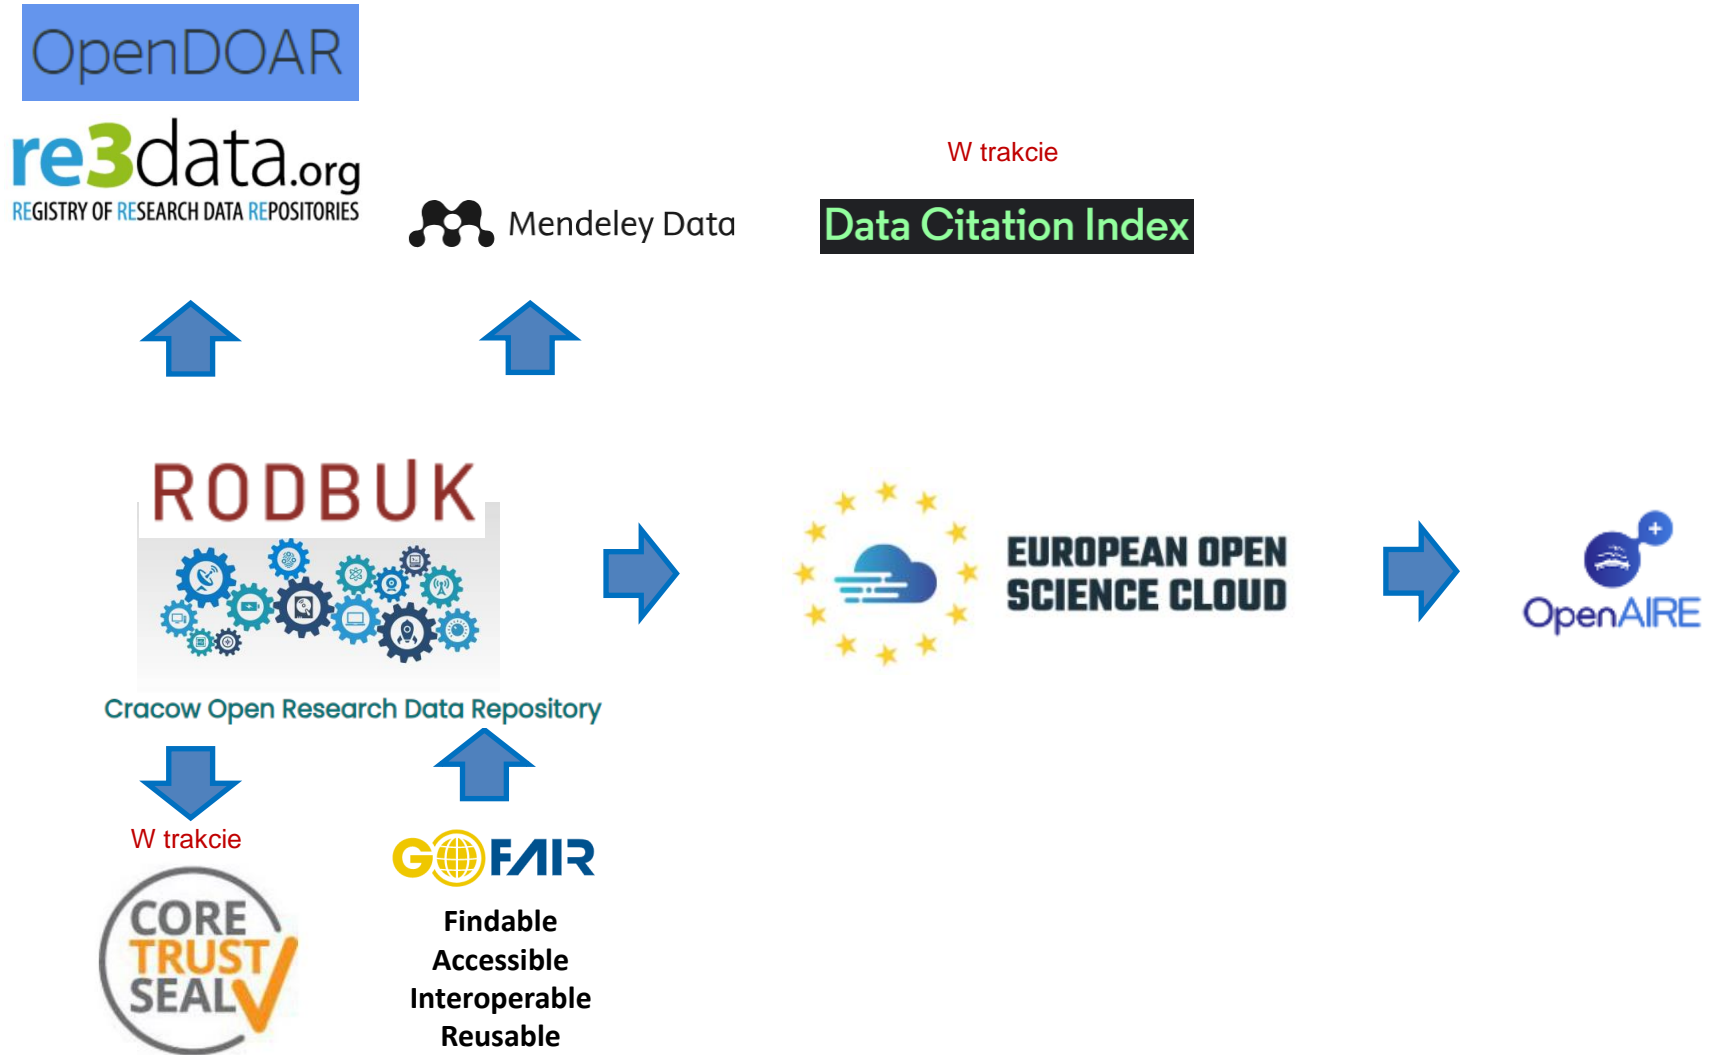 OpenDOAR
re3data.org
REGISTRY OF RESEARCH DATA REPOSITORIES
Mendeley Data
W trakcie
Data Citation Index
RODBUK
Cracow Open Research Data Repository
EUROPEAN OPEN
SCIENCE CLOUD
OpenAIRE
W trakcie
CORE
TRUST
SEAL
GO FAIR
Findable
Accessible
Interoperable
Reusable